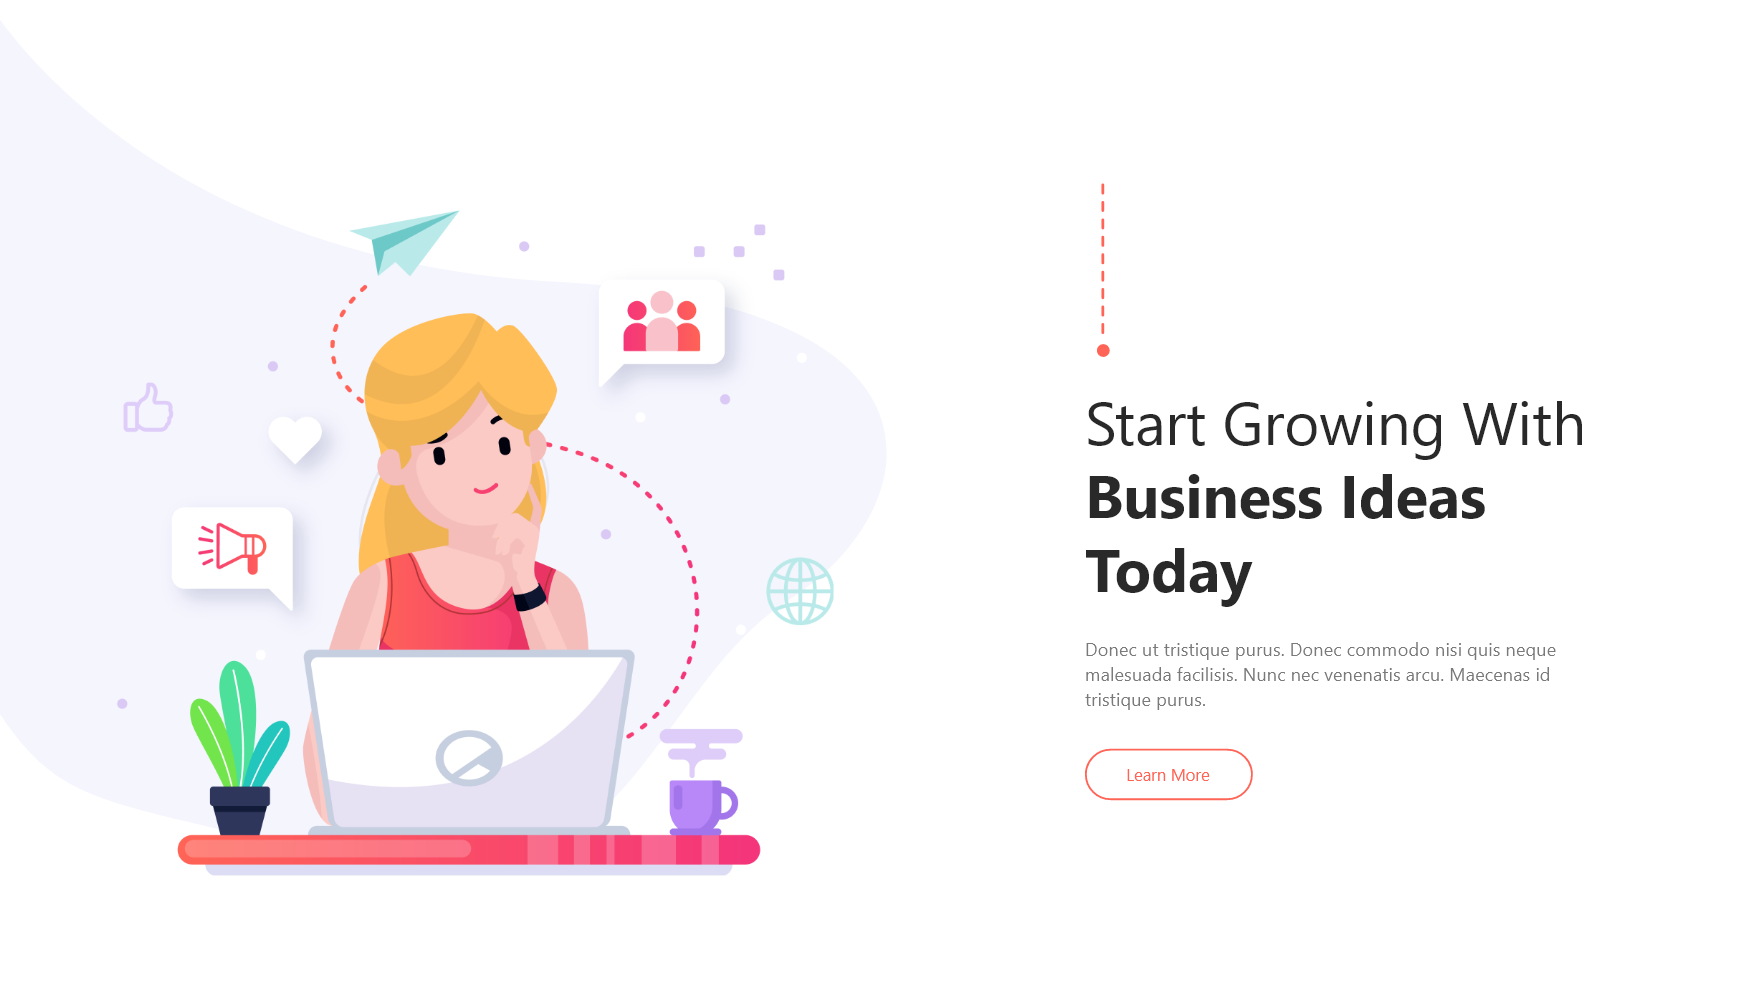 Start Growing With
Business Ideas
Today
Donec ut tristique purus. Donec commodo nisi quis neque
malesuada facilisis. Nunc nec venenatis arcu. Maecenas id
tristique purus.
Learn More